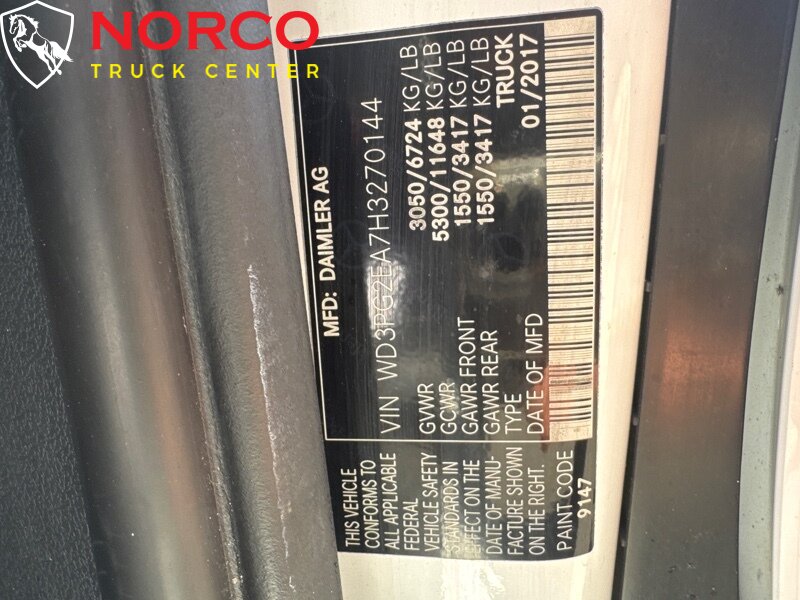 NORCO
TRUCK CENTER
MFD: DAIMLER AG
VIN WD3PG2EA7H3270144
GVWR 3050/6724 KG/LB
GCWR 5300/11648 KG/LB
GAWR FRONT 1550/3417 KG/LB
GAWR REAR 1550/3417 KG/LB
TYPE TRUCK
DATE OF MFD 01/2017
THIS VEHICLE
CONFORMS TO
ALL APPLICABLE
FEDERAL
VEHICLE SAFETY
STANDARDS IN
EFFECT ON THE
DATE OF MANU-
FACTURE SHOWN
ON THE RIGHT.
PAINT CODE
9147